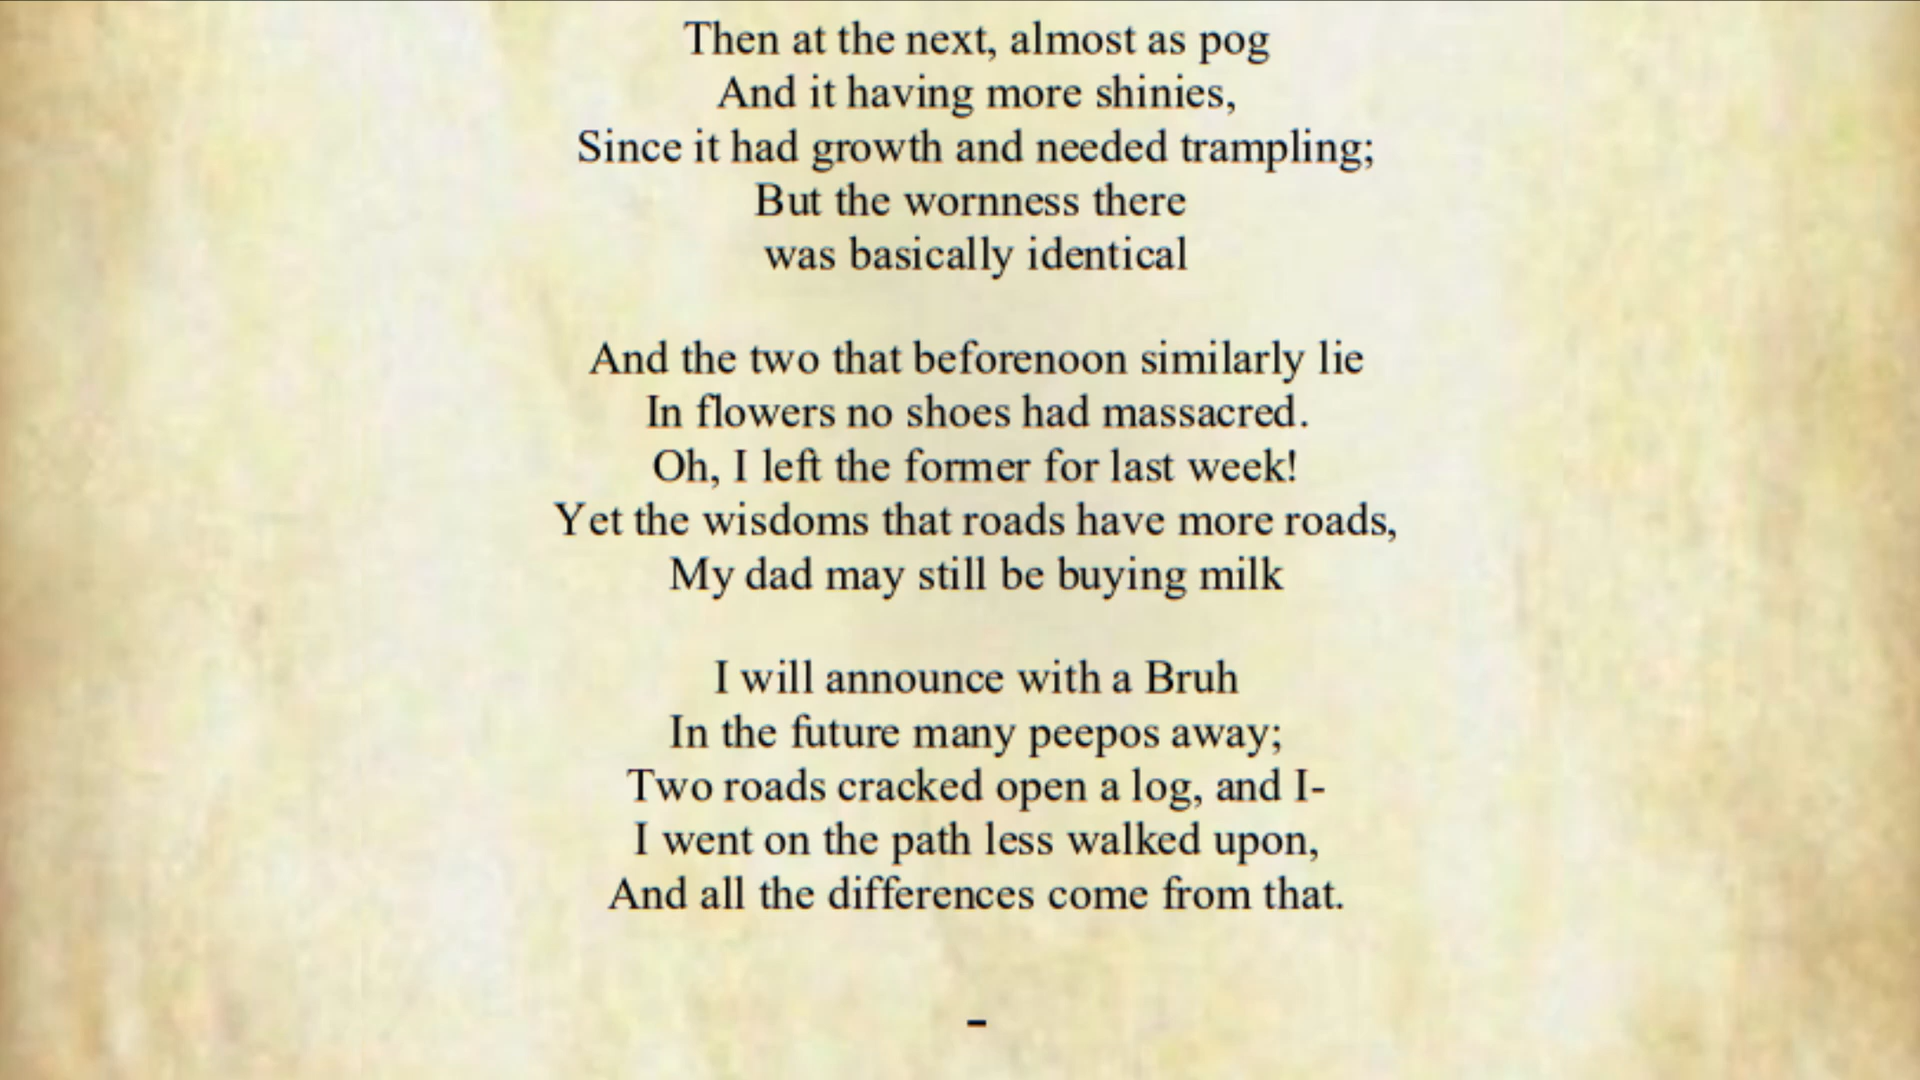 Then at the next, almost as pog
And it having more shinies,
Since it had growth and needed trampling;
But the wornness there
was basically identical
And the two that beforenoon similarly lie
In flowers no shoes had massacred.
Oh, I left the former for last week!
Yet the wisdoms that roads have more roads,
My dad may still be buying milk
I will announce with a Bruh
In the future many peepos away;
Two roads cracked open a log, and I-
I went on the path less walked upon,
And all the differences come from that.
-